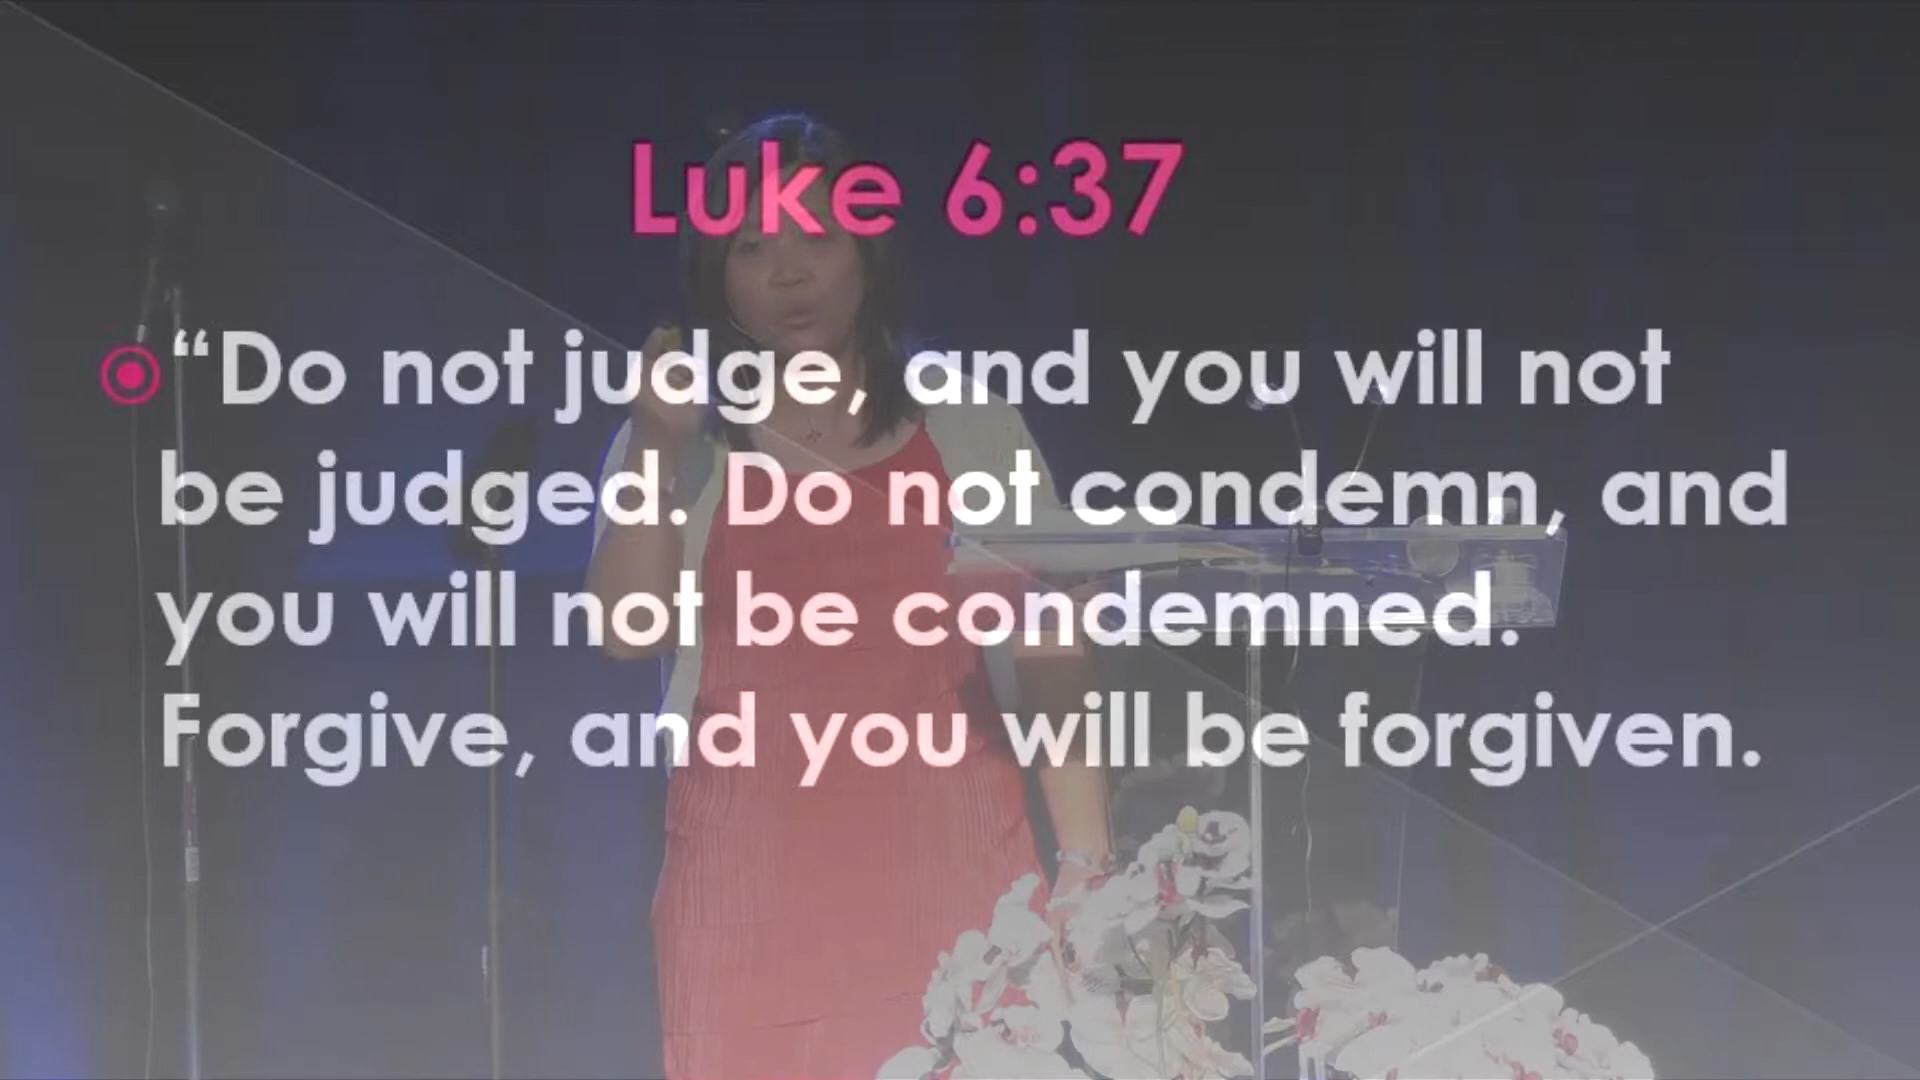 Luke 6:37
“Do not judge, and you will not
be judged. Do not condemn, and
you will not be condemned.
Forgive, and you will be forgiven.